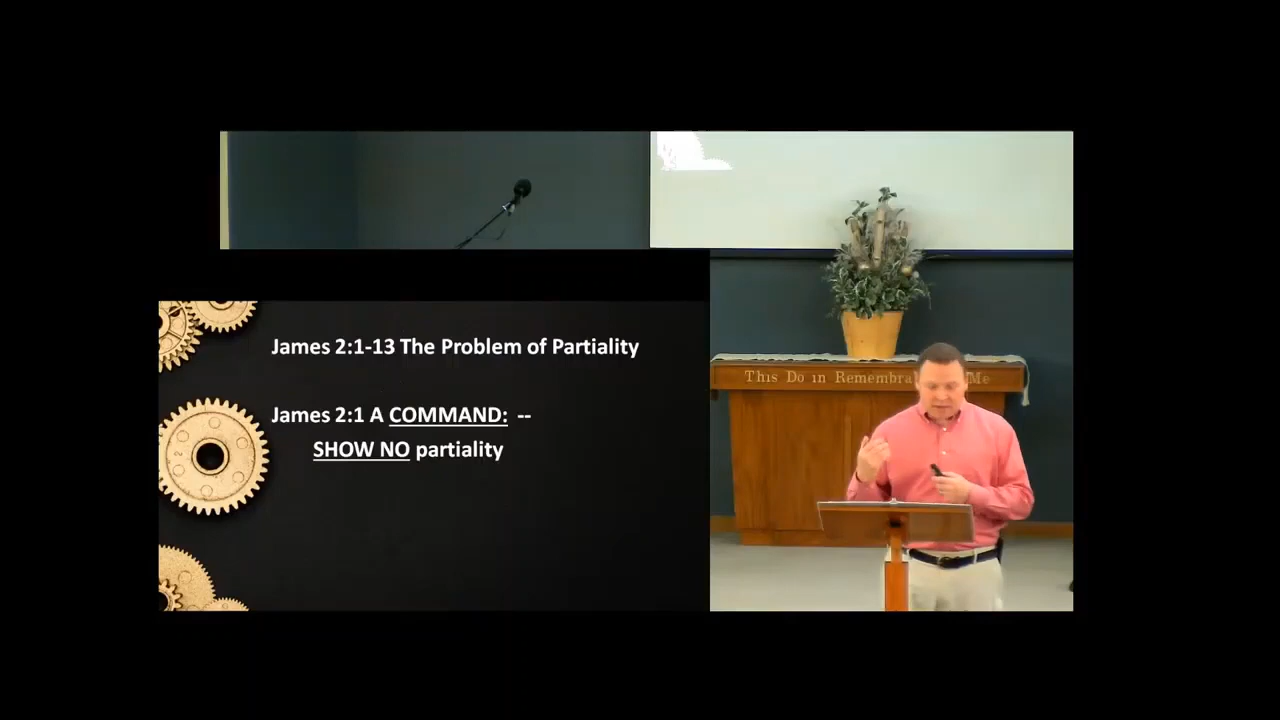 James 2:1-13 The Problem of Partiality
James 2:1 A COMMAND: --
SHOW NO partiality
This Do in Remembra Me